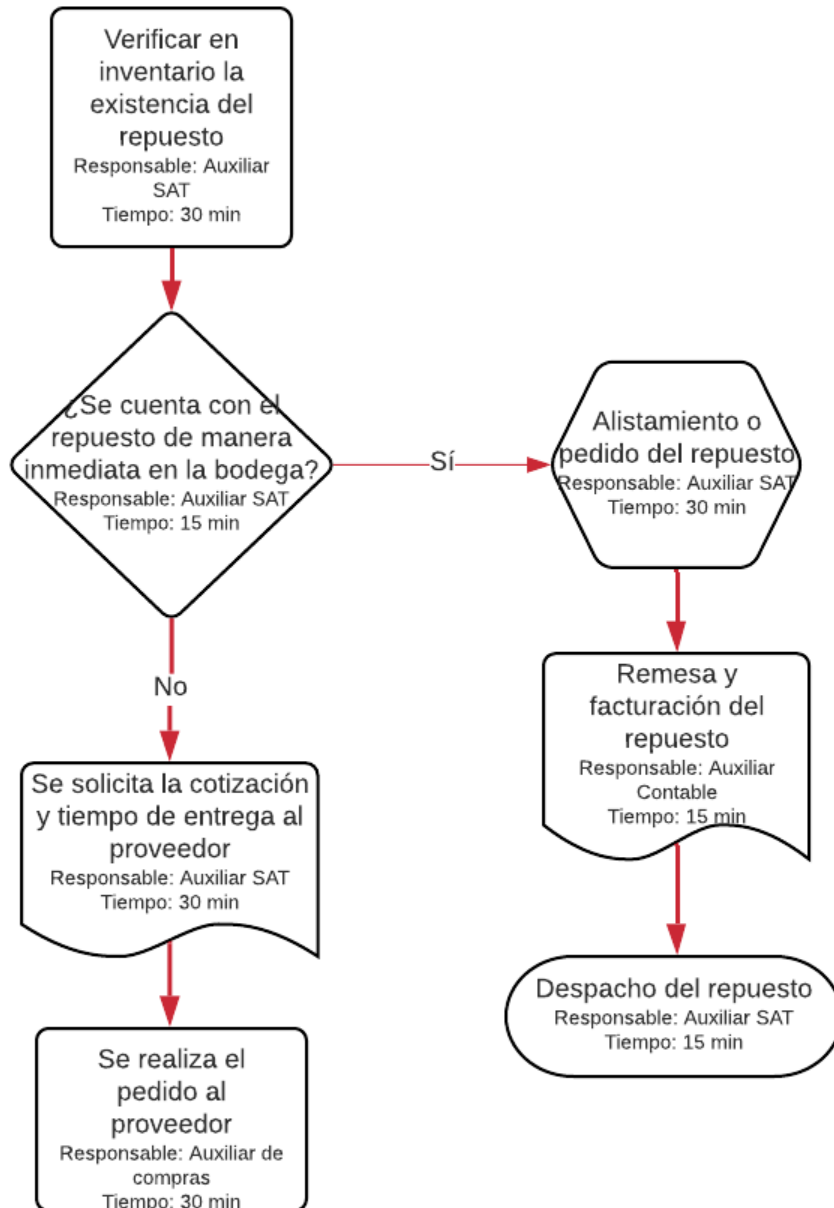 Verificar en
inventario la
existencia del
repuesto
Responsable: Auxiliar
SAT
Tiempo: 30 min
¿Se cuenta con el
repuesto de manera
inmediata en la bodega?
Responsable: Auxiliar SAT
Tiempo: 15 min
Sí
Alistamiento o
pedido del repuesto
Responsable: Auxiliar SAT
Tiempo: 30 min
No
Remesa y
facturación del
repuesto
Responsable: Auxiliar
Contable
Tiempo: 15 min
Se solicita la cotización
y tiempo de entrega al
proveedor
Responsable: Auxiliar SAT
Tiempo: 30 min
Despacho del repuesto
Responsable: Auxiliar SAT
Tiempo: 15 min
Se realiza el
pedido al
proveedor
Responsable: Auxiliar de
compras
Tiempo: 30 min